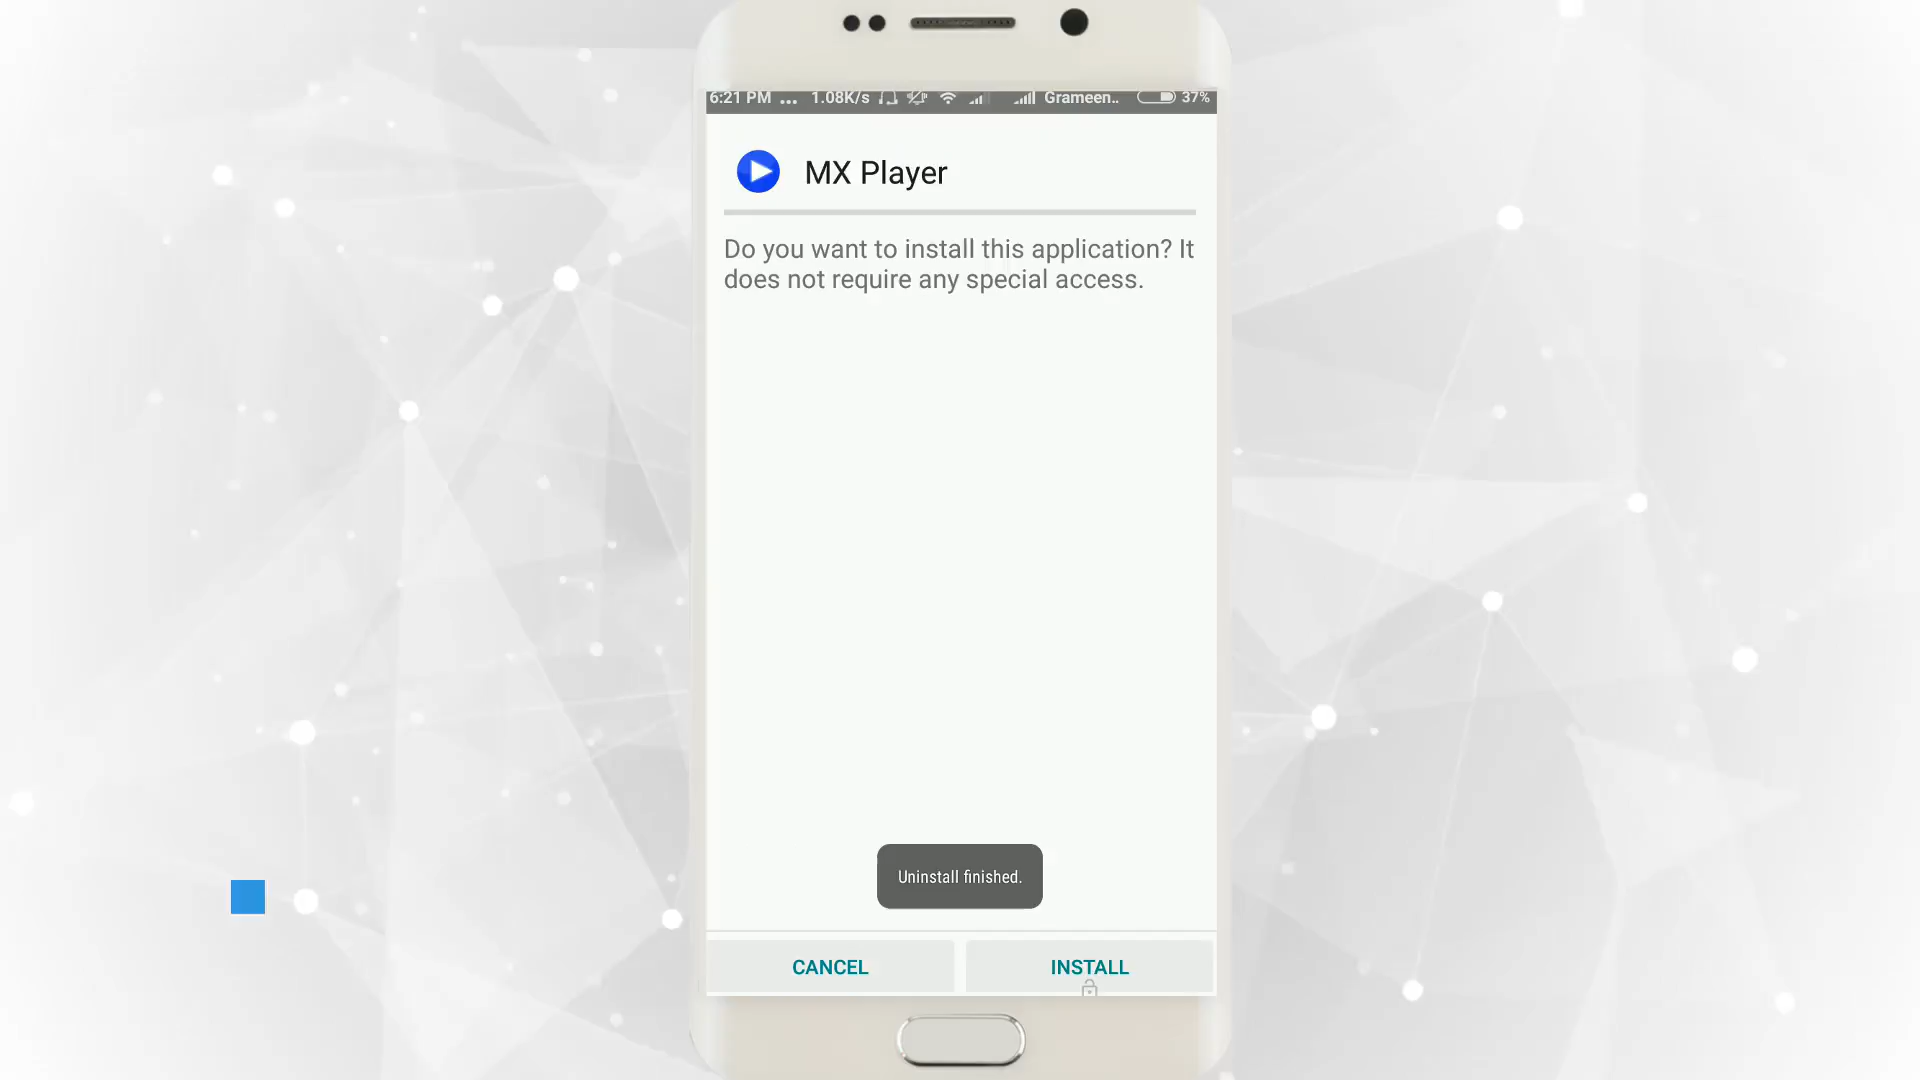 6:21 PM ... 1.08K/s Grameen.. 37%
MX Player
Do you want to install this application? It
does not require any special access.
Uninstall finished.
CANCEL INSTALL